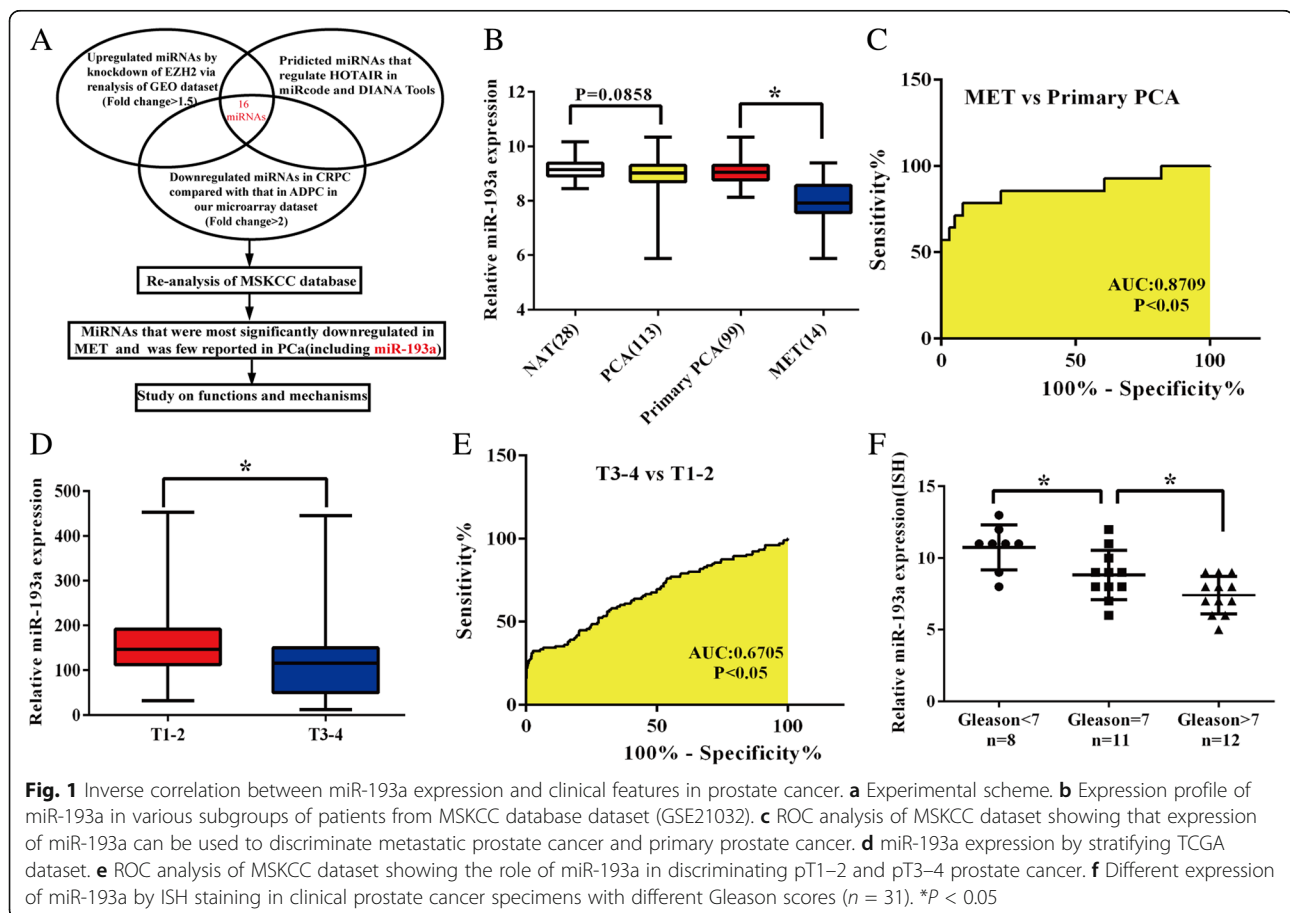 A
Upregulated miRNAs by
knockdown of EZH2 via
renalysis of GEO dataset
(Fold change>1.5)
Pridicted miRNAs that
regulate HOTAIR in
miRcode and DIANA Tools
16
miRNAs
Downregulated miRNAs in CRPC
compared with that in ADPC in
our microarray dataset
(Fold change>2)
Re-analysis of MSKCC database
MiRNAs that were most significantly downregulated in
MET and was few reported in PCa(including miR-193a)
Study on functions and mechanisms
B
Relative miR-193a expression
12
10
8
6
4
P=0.0858
*
NAT(28)
PCA(113)
Primary PCA(99)
MET(14)
C
MET vs Primary PCA
Sensitivity%
150
100
50
0
AUC:0.8709
P<0.05
0
50
100
100% - Specificity%
D
Relative miR-193a expression
500
400
300
200
100
0
*
T1-2
T3-4
E
T3-4 vs T1-2
Sensitivity%
150
100
50
0
AUC:0.6705
P<0.05
0
50
100
100% - Specificity%
F
Relative miR-193a expression(ISH)
15
10
5
0
*
*
Gleason<7
n=8
Gleason=7
n=11
Gleason>7
n=12
Fig. 1 Inverse correlation between miR-193a expression and clinical features in prostate cancer. a Experimental scheme. b Expression profile of
miR-193a in various subgroups of patients from MSKCC database dataset (GSE21032). c ROC analysis of MSKCC dataset showing that expression
of miR-193a can be used to discriminate metastatic prostate cancer and primary prostate cancer. d miR-193a expression by stratifying TCGA
dataset. e ROC analysis of MSKCC dataset showing the role of miR-193a in discriminating pT1–2 and pT3–4 prostate cancer. f Different expression
of miR-193a by ISH staining in clinical prostate cancer specimens with different Gleason scores (n = 31). *P < 0.05